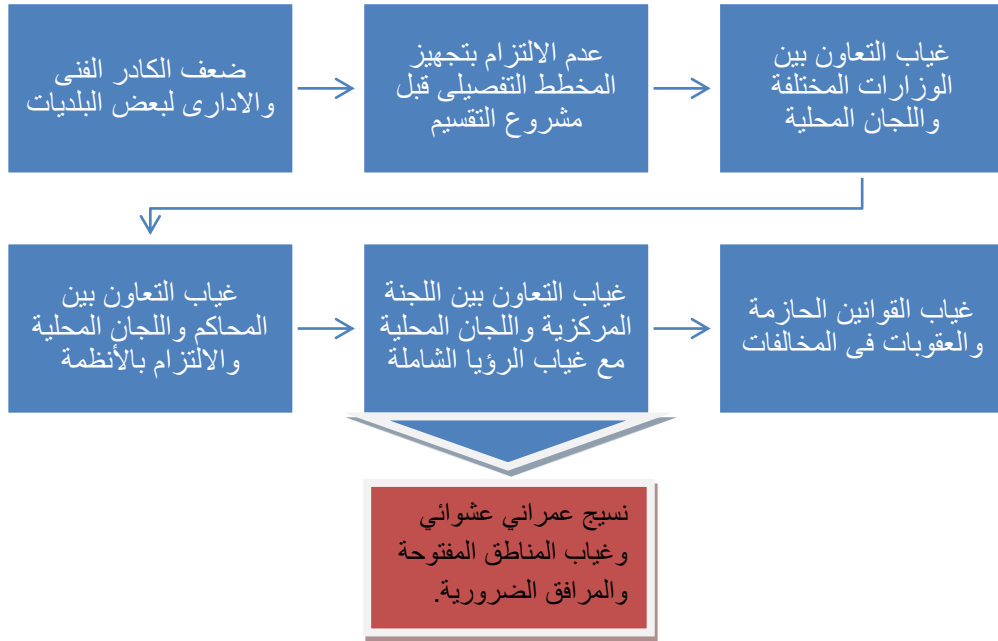 ضعف الكادر الفنى
والادارى لبعض البلديات
عدم الالتزام بتجهيز
المخطط التفصيلى قبل
مشروع التقسيم
غياب التعاون بين
الوزارات المختلفة
واللجان المحلية
غياب التعاون بين
المحاكم واللجان المحلية
والالتزام بالأنظمة
غياب التعاون بين اللجنة
المركزية واللجان المحلية
مع غياب الرؤيا الشاملة
غياب القوانين الحازمة
والعقوبات فى المخالفات
نسيج عمراني عشوائي
وغياب المناطق المفتوحة
والمرافق الضرورية.